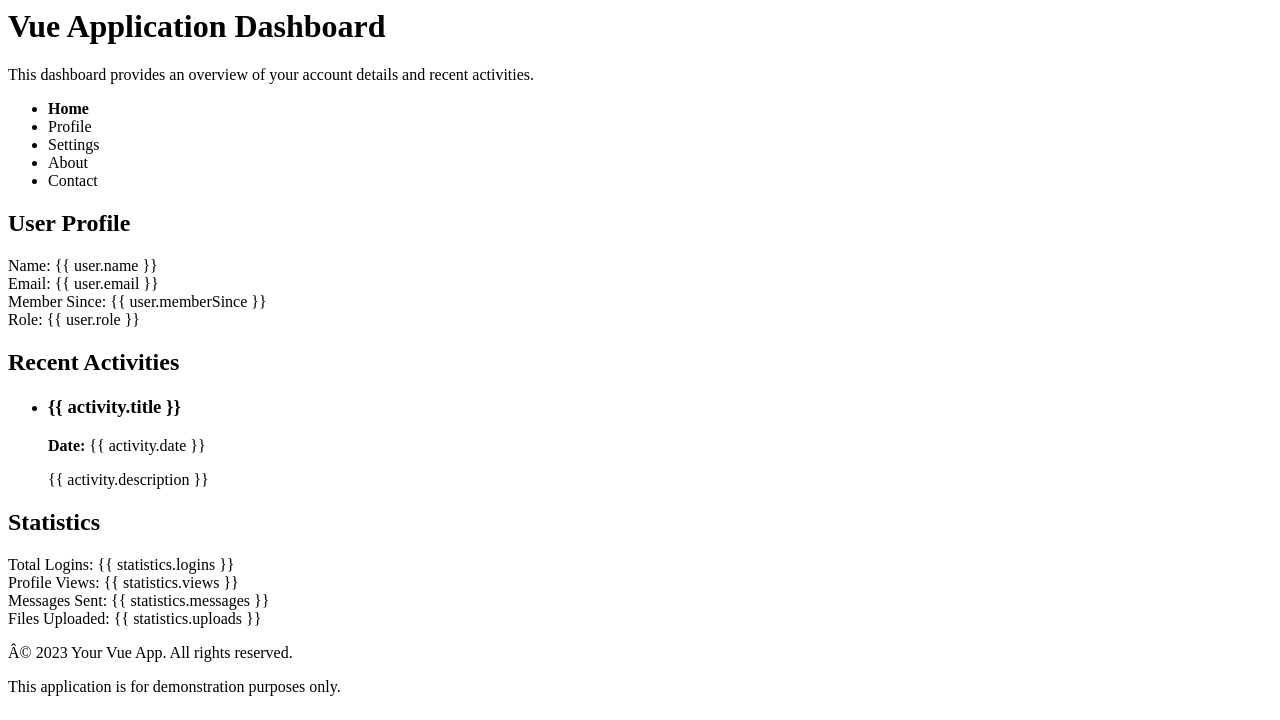 Vue Application Dashboard
This dashboard provides an overview of your account details and recent activities.
Home
Profile
Settings
About
Contact
User Profile
Name: {{ user.name }}
Email: {{ user.email }}
Member Since: {{ user.memberSince }}
Role: {{ user.role }}
Recent Activities
{{ activity.title }}
Date: {{ activity.date }}
{{ activity.description }}
Statistics
Total Logins: {{ statistics.logins }}
Profile Views: {{ statistics.views }}
Messages Sent: {{ statistics.messages }}
Files Uploaded: {{ statistics.uploads }}
Â© 2023 Your Vue App. All rights reserved.
This application is for demonstration purposes only.